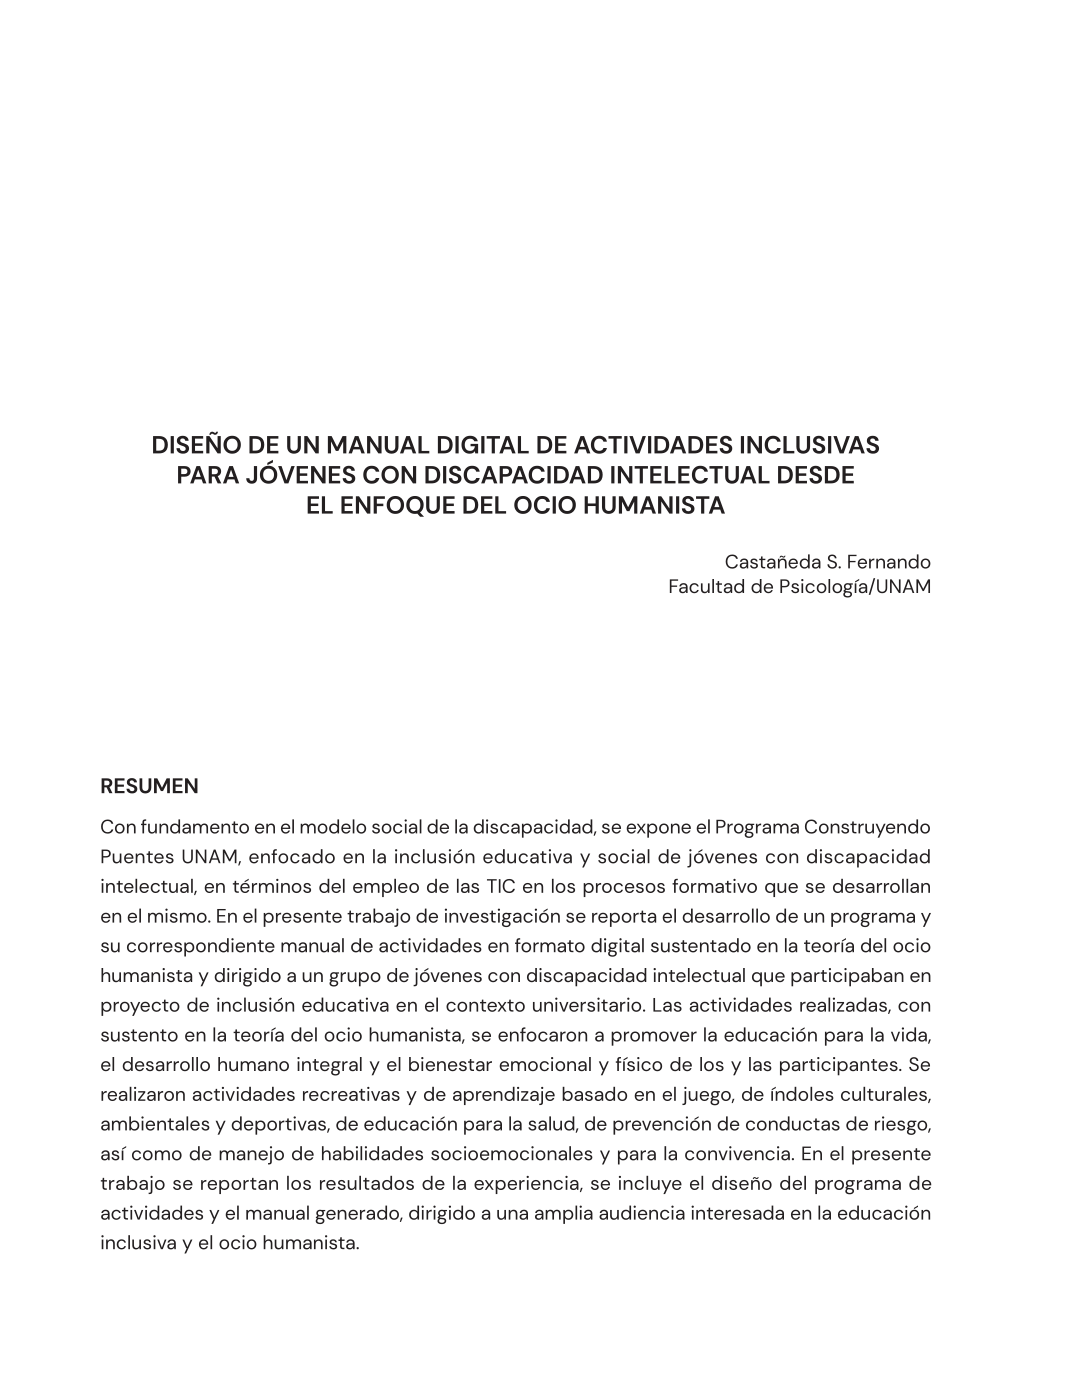 DISEÑO DE UN MANUAL DIGITAL DE ACTIVIDADES INCLUSIVAS
PARA JÓVENES CON DISCAPACIDAD INTELECTUAL DESDE
EL ENFOQUE DEL OCIO HUMANISTA
Castañeda S. Fernando
Facultad de Psicología/UNAM
RESUMEN
Con fundamento en el modelo social de la discapacidad, se expone el Programa Construyendo
Puentes UNAM, enfocado en la inclusión educativa y social de jóvenes con discapacidad
intelectual, en términos del empleo de las TIC en los procesos formativo que se desarrollan
en el mismo. En el presente trabajo de investigación se reporta el desarrollo de un programa y
su correspondiente manual de actividades en formato digital sustentado en la teoría del ocio
humanista y dirigido a un grupo de jóvenes con discapacidad intelectual que participaban en
proyecto de inclusión educativa en el contexto universitario. Las actividades realizadas, con
sustento en la teoría del ocio humanista, se enfocaron a promover la educación para la vida,
el desarrollo humano integral y el bienestar emocional y físico de los y las participantes. Se
realizaron actividades recreativas y de aprendizaje basado en el juego, de índoles culturales,
ambientales y deportivas, de educación para la salud, de prevención de conductas de riesgo,
así como de manejo de habilidades socioemocionales y para la convivencia. En el presente
trabajo se reportan los resultados de la experiencia, se incluye el diseño del programa de
actividades y el manual generado, dirigido a una amplia audiencia interesada en la educación
inclusiva y el ocio humanista.